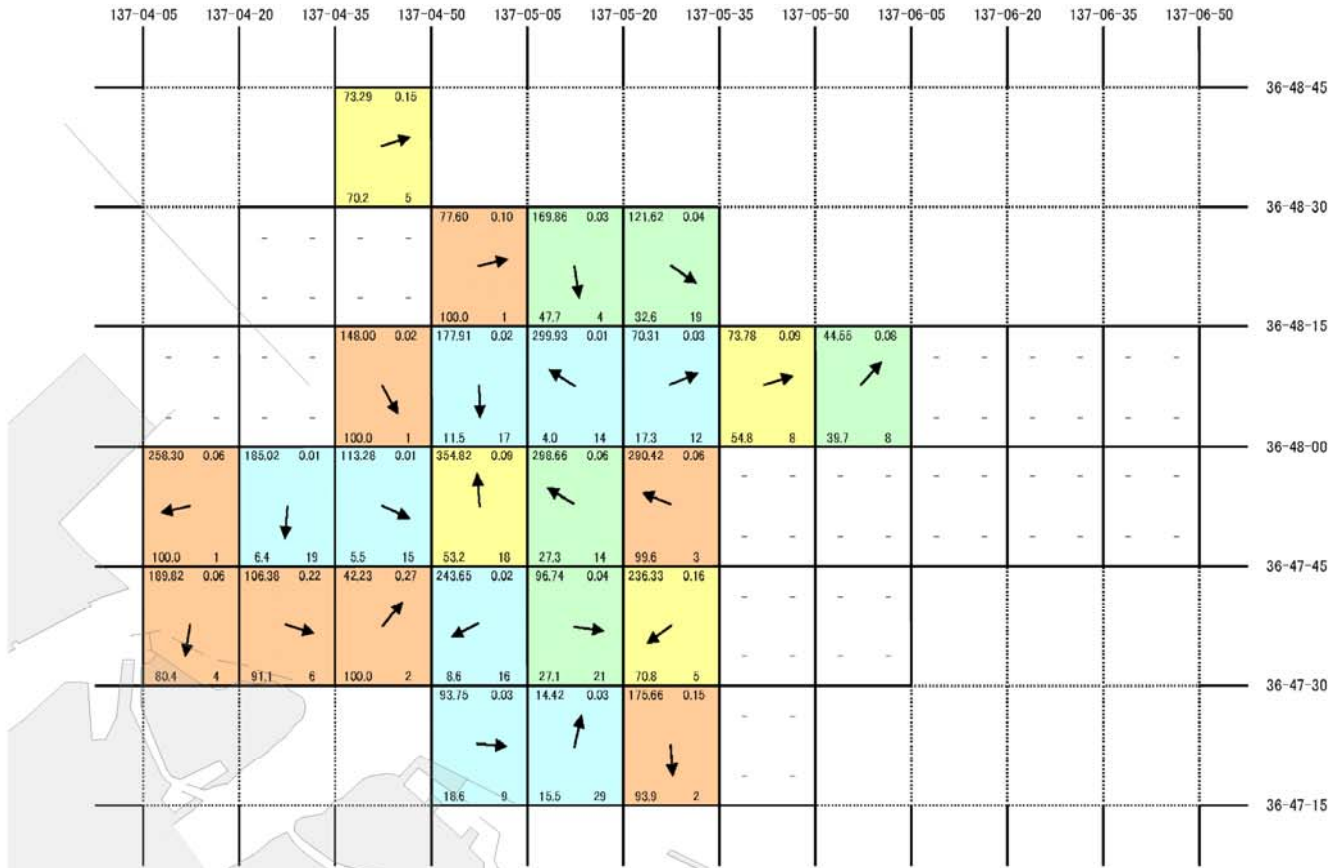 137-04-05 137-04-20 137-04-35 137-04-50 137-05-05 137-05-20 137-05-35 137-05-50 137-06-05 137-06-20 137-06-35 137-06-50
36-48-45
73.29 0.15
70.2 5
36-48-30
77.60 0.10 169.86 0.03 121.62 0.04
- - - -
- - - -
100.0 1 47.7 4 32.6 19
36-48-15
148.00 0.02 177.91 0.02 299.93 0.01 70.31 0.03 73.78 0.09 44.55 0.06
- - - - - - - - - -
- - - - - - - - - -
100.0 1 11.5 17 4.0 14 17.3 12 54.8 8 39.7 8
36-48-00
258.30 0.06 185.02 0.01 113.28 0.01 354.82 0.09 298.66 0.06 290.42 0.06
- - - - - - - - - -
- - - - - - - - - -
100.0 1 6.4 19 5.5 15 53.2 18 27.3 14 99.6 3
36-47-45
189.82 0.06 106.36 0.22 42.23 0.27 243.65 0.02 96.74 0.04 236.33 0.16
- - - -
- - - -
80.4 4 91.1 6 100.0 2 8.6 16 27.1 21 70.8 5
36-47-30
93.75 0.03 14.42 0.03 175.66 0.15
- -
- -
18.6 9 15.5 29 93.9 2
36-47-15